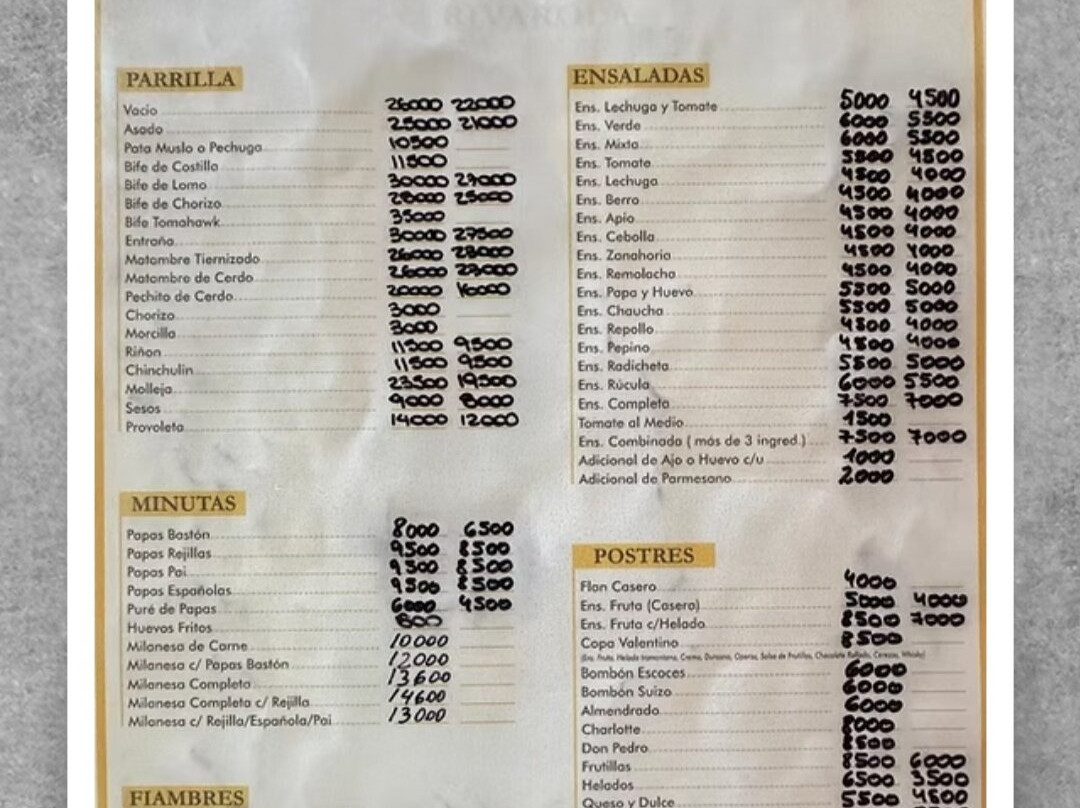 PARRILLA
Vacio 26000 22000
Asado 25000 21000
Pata Muslo o Pechuga 10500
Bife de Costilla 11500
Bife de Lomo 30000 27000
Bife de Chorizo 28000 25000
Bife Tomahawk 35000
Entraña 30000 27500
Matambre Tiernizado 26000 23000
Matambre de Cerdo 26000 23000
Pechito de Cerdo 20000 16000
Chorizo 3000
Morcilla 3000
Riñon 11500 9500
Chinchulin 11500 9500
Molleja 23500 19500
Sesos 9000 8000
Provoleta 14000 12000
MINUTAS
Papas Bastón 8000 6500
Papas Rejillas 9500 8500
Papas Pai 9500 8500
Papas Españolas 9500 8500
Puré de Papas 6000 4500
Huevos Fritos 800
Milanesa de Carne 10000
Milanesa c/ Papas Bastón 12000
Milanesa Completa 13600
Milanesa Completa c/ Rejilla 14600
Milanesa c/ Rejilla/Española/Pai 13000
FIAMBRES
ENSALADAS
Ens. Lechuga y Tomate 5000 4500
Ens. Verde 6000 5500
Ens. Mixta 6000 5500
Ens. Tomate 5800 4800
Ens. Lechuga 4500 4000
Ens. Berro 4500 4000
Ens. Apio 4500 4000
Ens. Cebolla 4500 4000
Ens. Zanahoria 4500 4000
Ens. Remolacha 4500 4000
Ens. Papa y Huevo 5500 5000
Ens. Chaucha 5500 5000
Ens. Repollo 4500 4000
Ens. Pepino 4500 4000
Ens. Radicheta 5500 5000
Ens. Rúcula 6000 5500
Ens. Completa 7500 7000
Tomate al Medio 1500
Ens. Combinada ( más de 3 ingred.) 7500 7000
Adicional de Ajo o Huevo c/u 1000
Adicional de Parmesano 2000
POSTRES
Flan Casero 4000
Ens. Fruta (Casera) 5000 4000
Ens. Fruta c/Helado 8500 7000
Copa Valentino 8500
Bombón Escoces 6000
Bombón Suizo 6000
Almendrado 6000
Charlotte 8000
Don Pedro 8500
Frutillas 8500 6000
Helados 6500 3500
Queso y Dulce 5500 4500